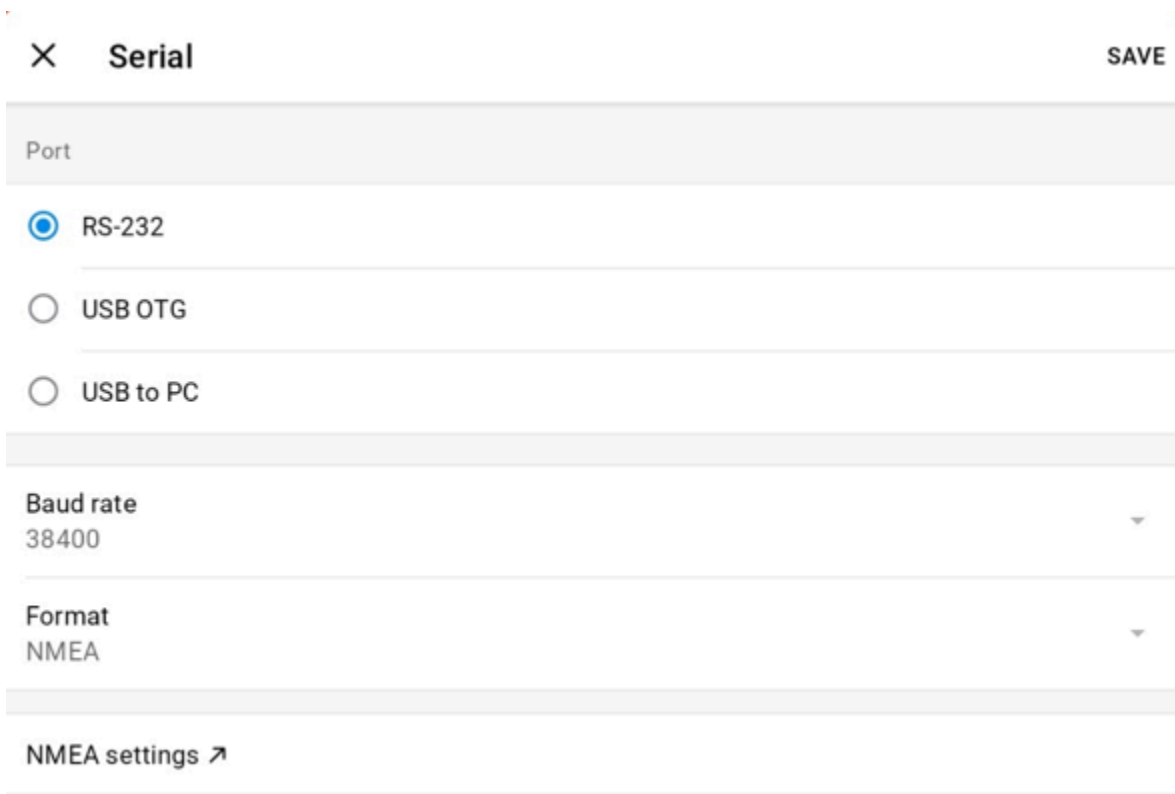 Serial
SAVE
Port
RS-232
USB OTG
USB to PC
Baud rate
38400
Format
NMEA
NMEA settings